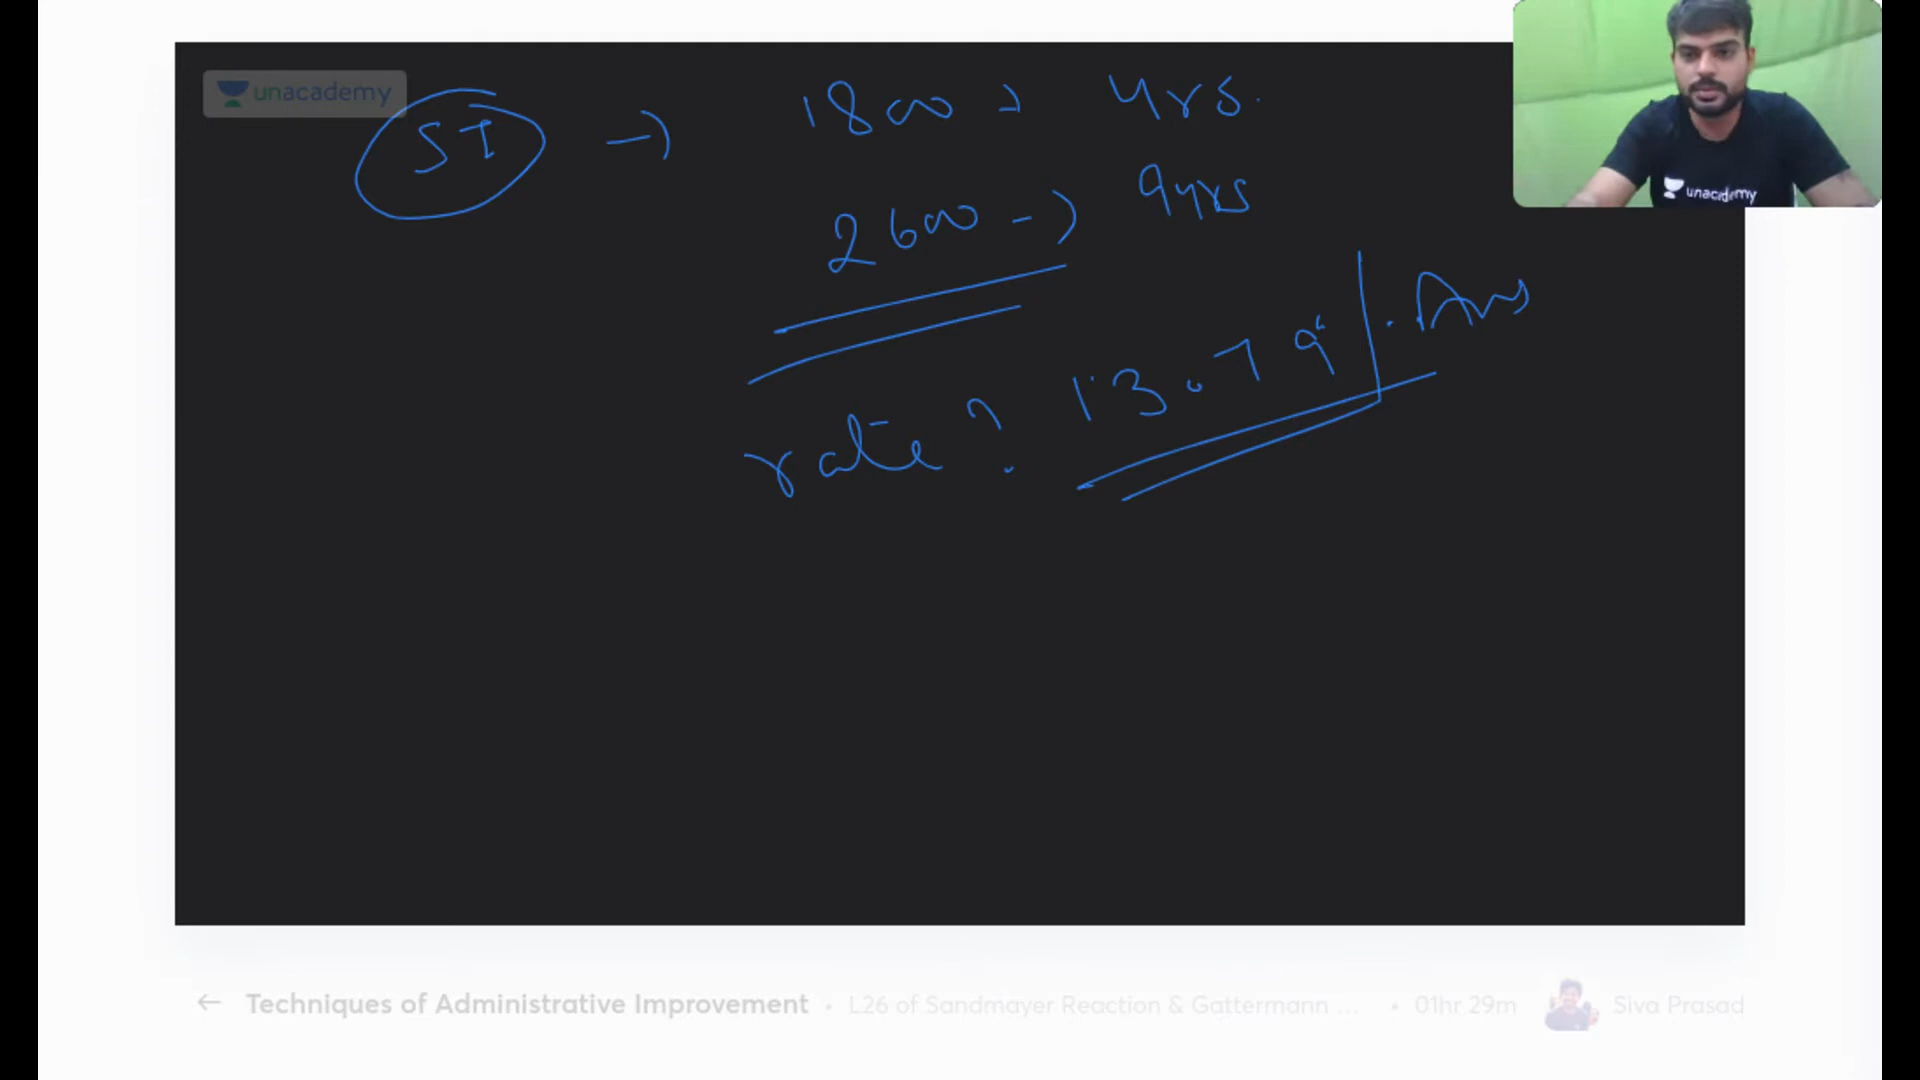 unacademy
SI → 1800 → 4yrs.
2600 → 9yrs
rate? 13.79%. Ans
unacademy
Techniques of Administrative Improvement • L26 of Sandmayer Reaction & Gattermann ... • 01hr 29m Siva Prasad